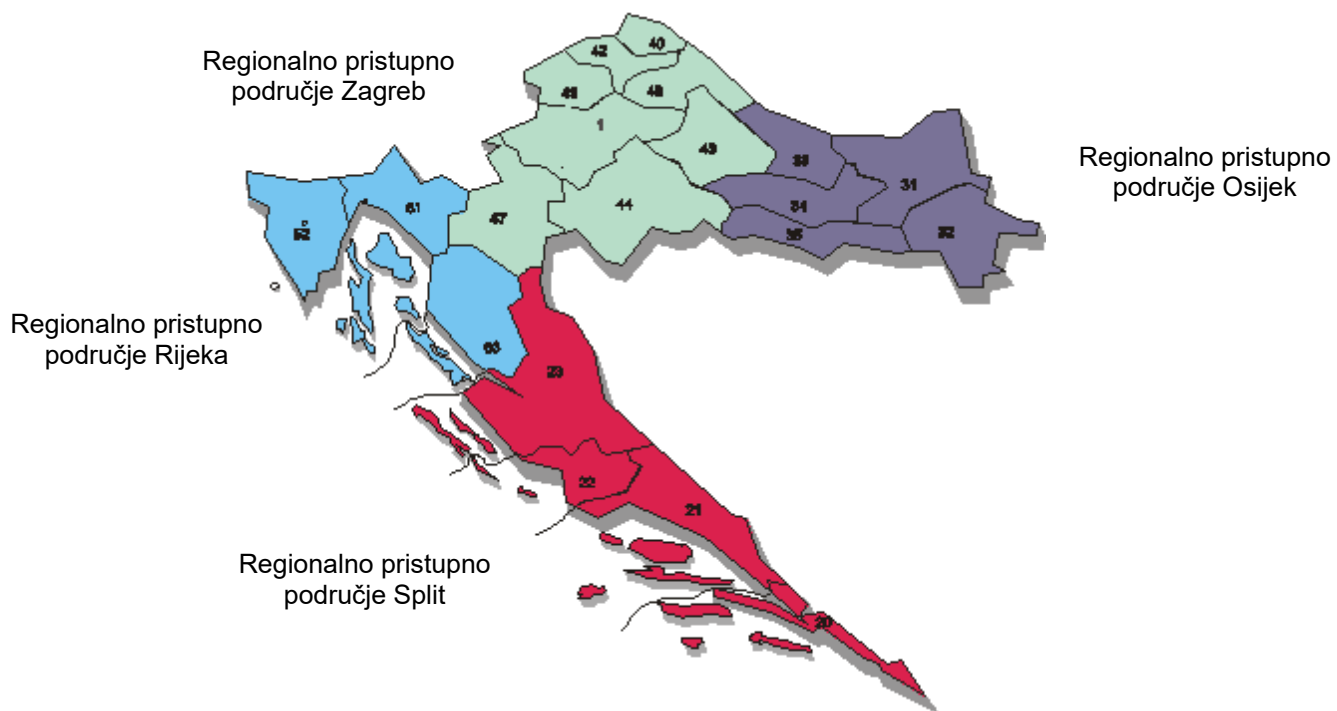 Regionalno pristupno
područje Zagreb
Regionalno pristupno
područje Osijek
Regionalno pristupno
područje Rijeka
Regionalno pristupno
područje Split
42
40
49
48
1
43
33
31
34
35
32
44
47
51
52
53
23
22
21
20